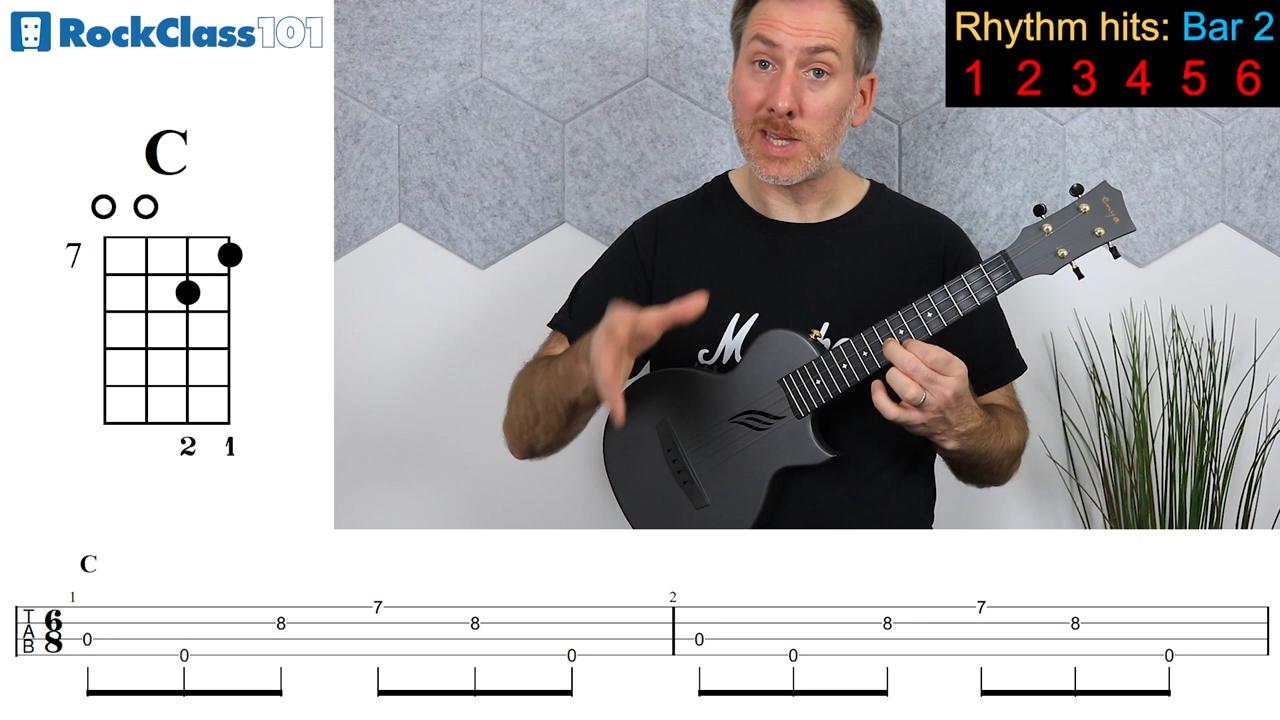 RockClass101
Rhythm hits: Bar 2
1 2 3 4 5 6
C
7
2 1
enya
C
1 2
T
A
B
6
8
7 7
8 8 8 8
0 0
0 0 0 0